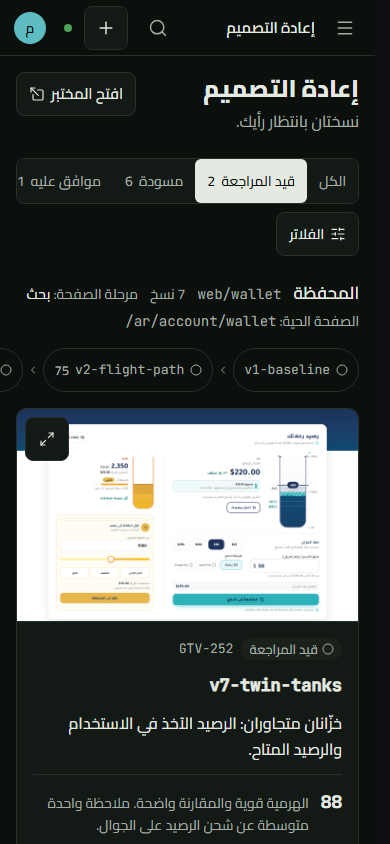 إعادة التصميم
م
إعادة التصميم
افتح المختبر
نسختان بانتظار رأيك.
الكل
قيد المراجعة 2
مسودة 6
موافق عليه 1
الفلاتر
المحفظة web/wallet 7 نسخ مرحلة الصفحة: بحث
الصفحة الحية: /ar/account/wallet
v1-baseline
v2-flight-path 75
رصيد رحلاتك
$220.00
2,350
قيد المراجعة GTV-252
v7-twin-tanks
خزّانان متجاوران: الرصيد الآخذ في الاستخدام
والرصيد المتاح.
88 الهرمية قوية والمقارنة واضحة. ملاحظة واحدة
متوسطة عن شحن الرصيد على الجوال.